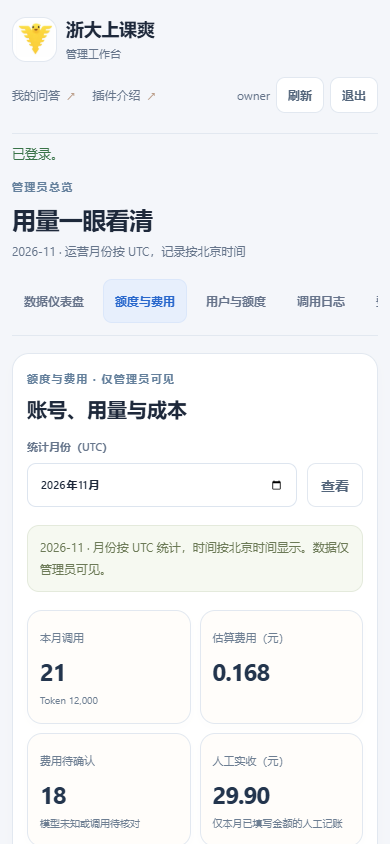 浙大上课爽
管理工作台
我的问答 ↗ 插件介绍 ↗ owner 刷新 退出
已登录。
管理员总览
用量一眼看清
2026-11 · 运营月份按 UTC，记录按北京时间
数据仪表盘 额度与费用 用户与额度 调用日志
额度与费用 · 仅管理员可见
账号、用量与成本
统计月份（UTC）
2026年11月 查看
2026-11 · 月份按 UTC 统计，时间按北京时间显示。数据仅
管理员可见。
本月调用
21
Token 12,000
估算费用（元）
0.168
费用待确认
18
模型未知或调用待核对
人工实收（元）
29.90
仅本月已填写金额的人工记账